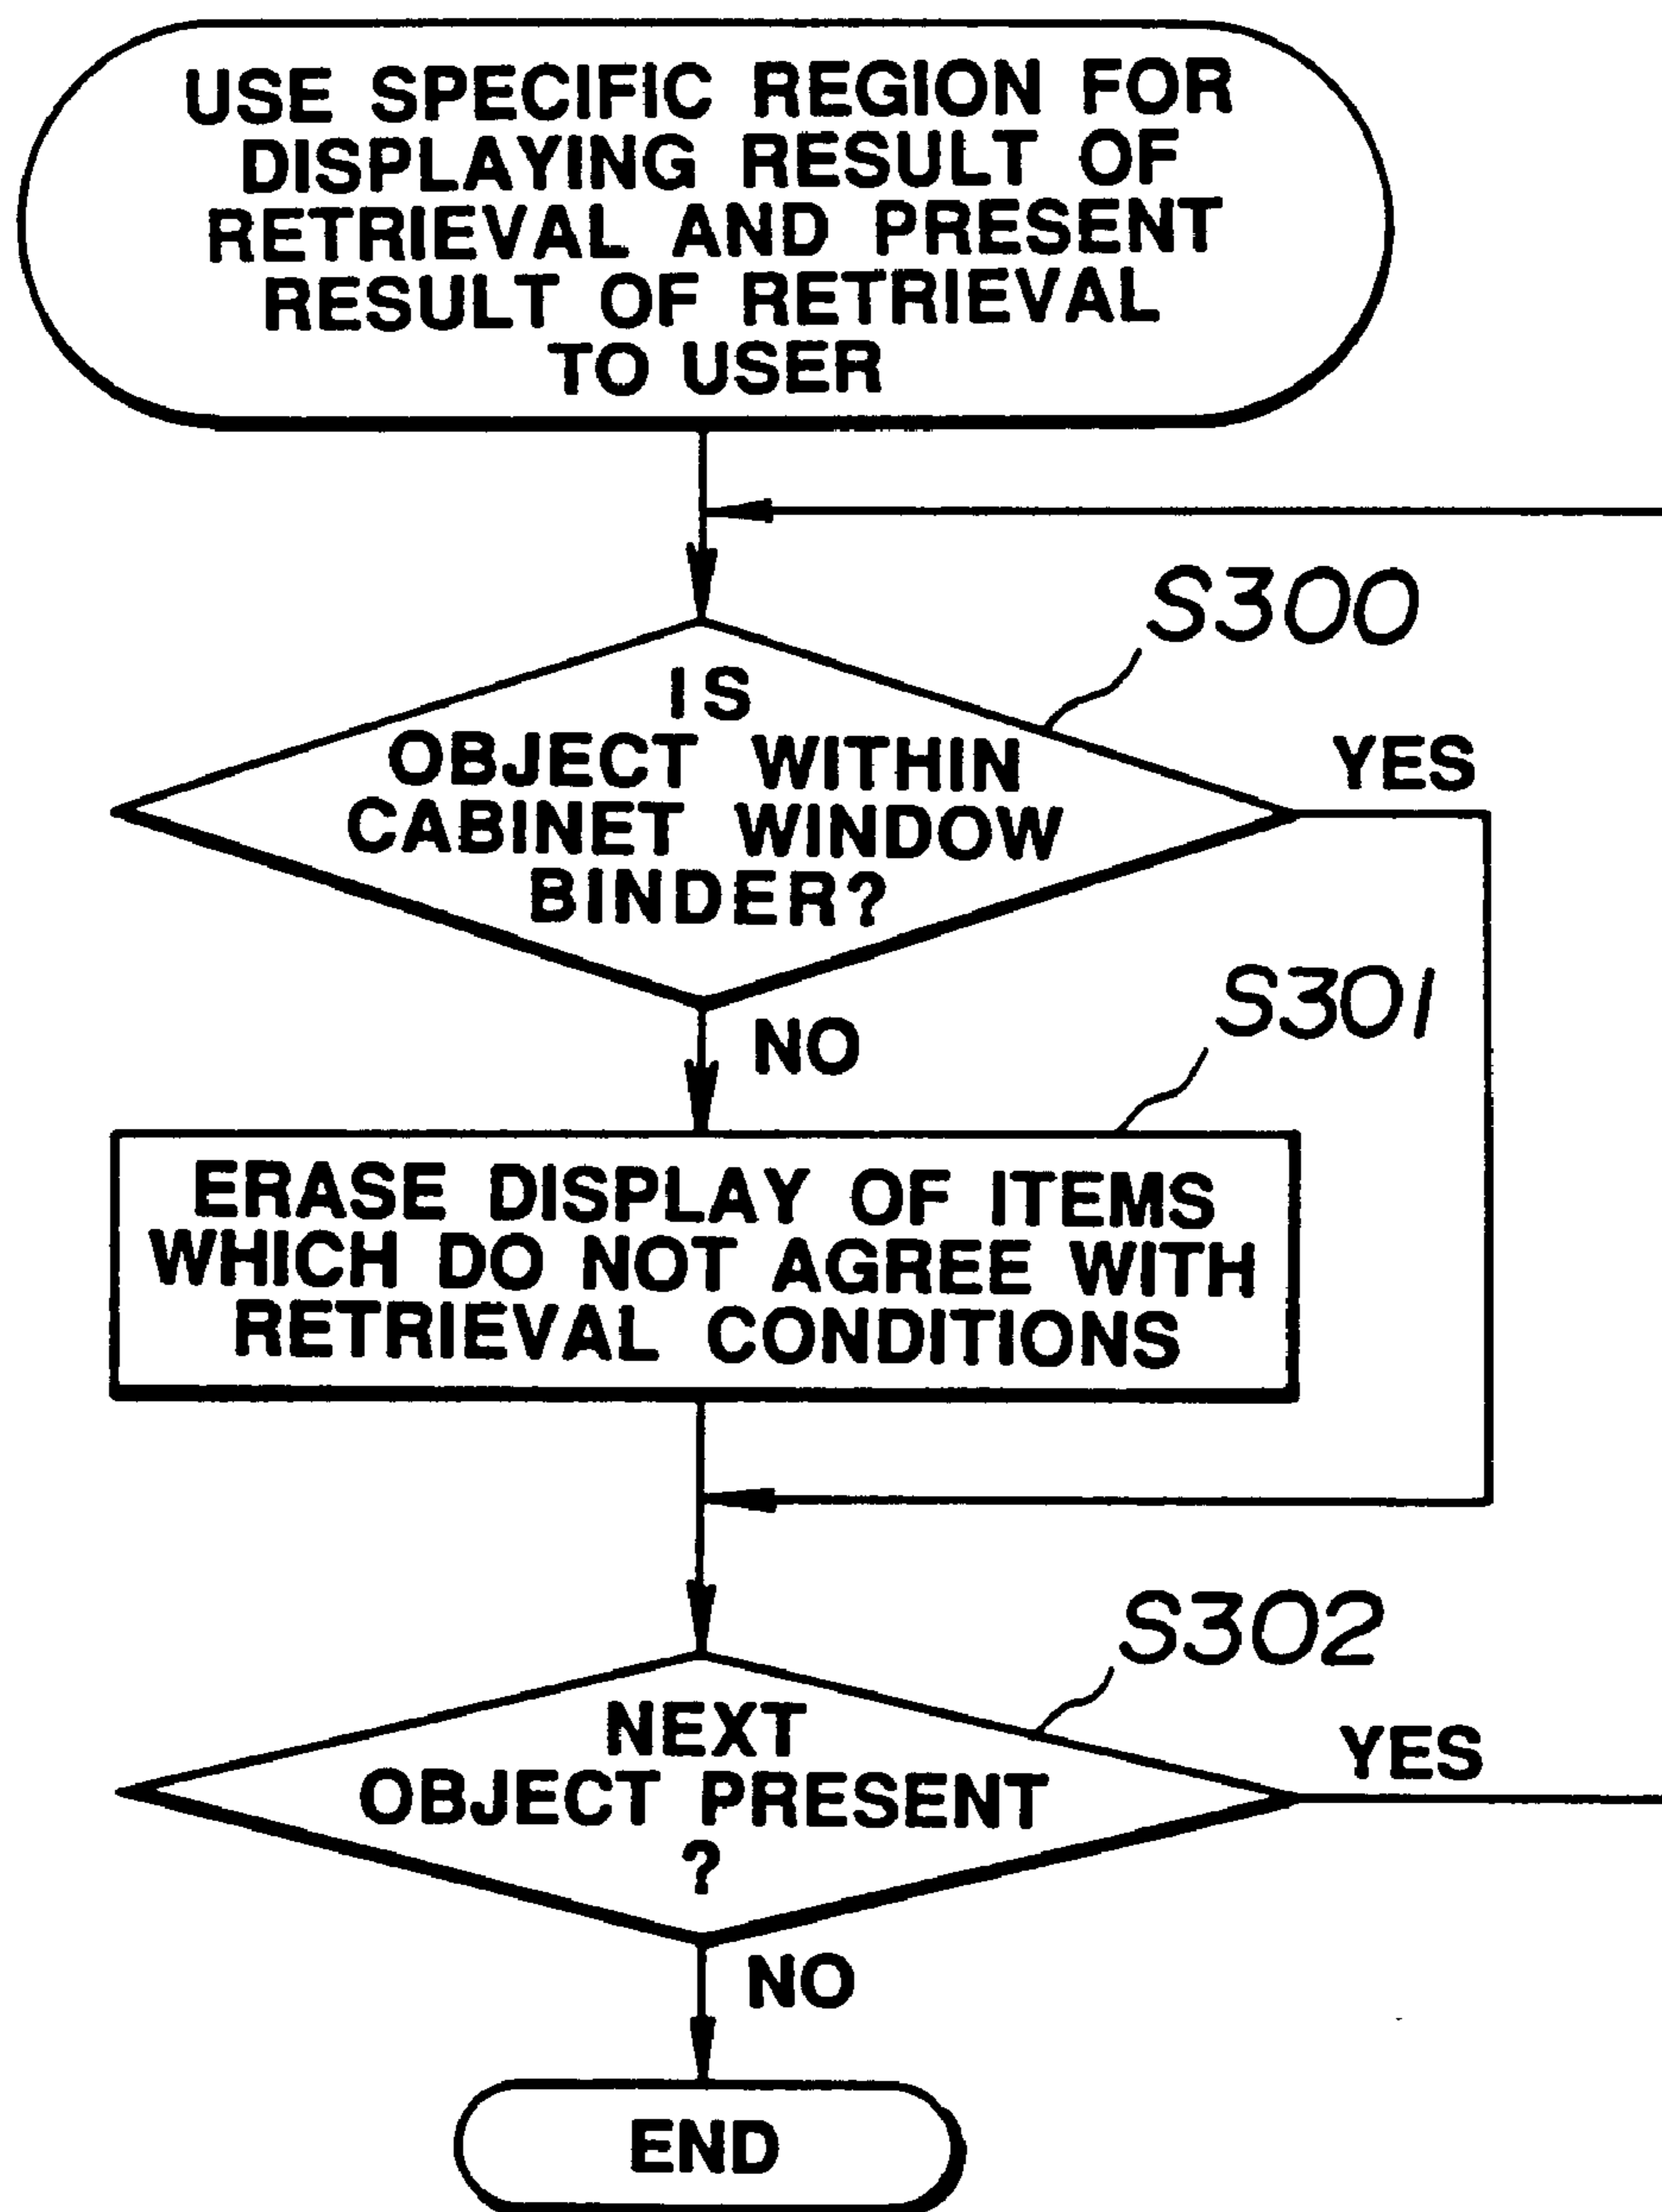 USE SPECIFIC REGION FOR
DISPLAYING RESULT OF
RETRIEVAL AND PRESENT
RESULT OF RETRIEVAL
TO USER
S300
IS
OBJECT WITHIN
CABINET WINDOW
BINDER?
YES
NO
S301
ERASE DISPLAY OF ITEMS
WHICH DO NOT AGREE WITH
RETRIEVAL CONDITIONS
S302
NEXT
OBJECT PRESENT
?
YES
NO
END